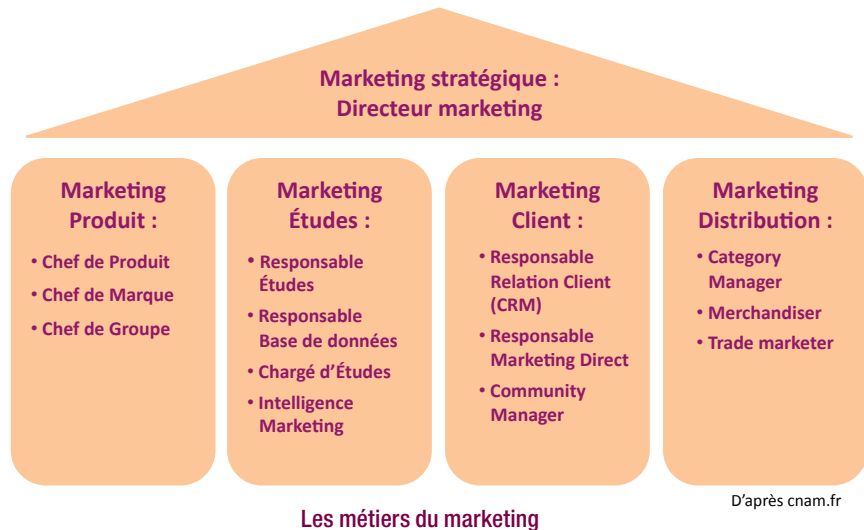 Marketing stratégique :
Directeur marketing
Marketing
Produit :
• Chef de Produit
• Chef de Marque
• Chef de Groupe
Marketing
Études :
• Responsable
Études
• Responsable
Base de données
• Chargé d'Études
• Intelligence
Marketing
Marketing
Client :
• Responsable
Relation Client
(CRM)
• Responsable
Marketing Direct
• Community
Manager
Marketing
Distribution :
• Category
Manager
• Merchandiser
• Trade marketer
D'après cnam.fr
Les métiers du marketing